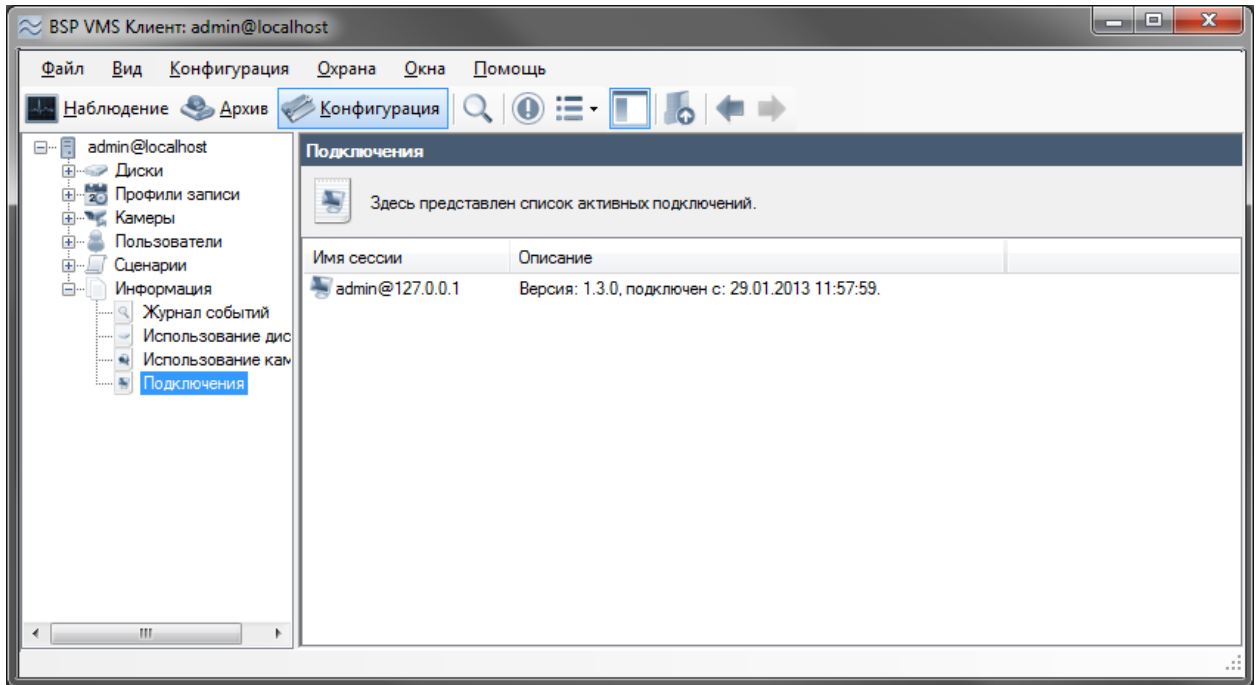 BSP VMS Клиент: admin@localhost
Файл Вид Конфигурация Охрана Окна Помощь
Наблюдение Архив Конфигурация
admin@localhost
Диски
Профили записи
Камеры
Пользователи
Сценарии
Информация
Журнал событий
Использование дис
Использование кам
Подключения
Подключения
Здесь представлен список активных подключений.
Имя сессии Описание
admin@127.0.0.1 Версия: 1.3.0, подключен с: 29.01.2013 11:57:59.